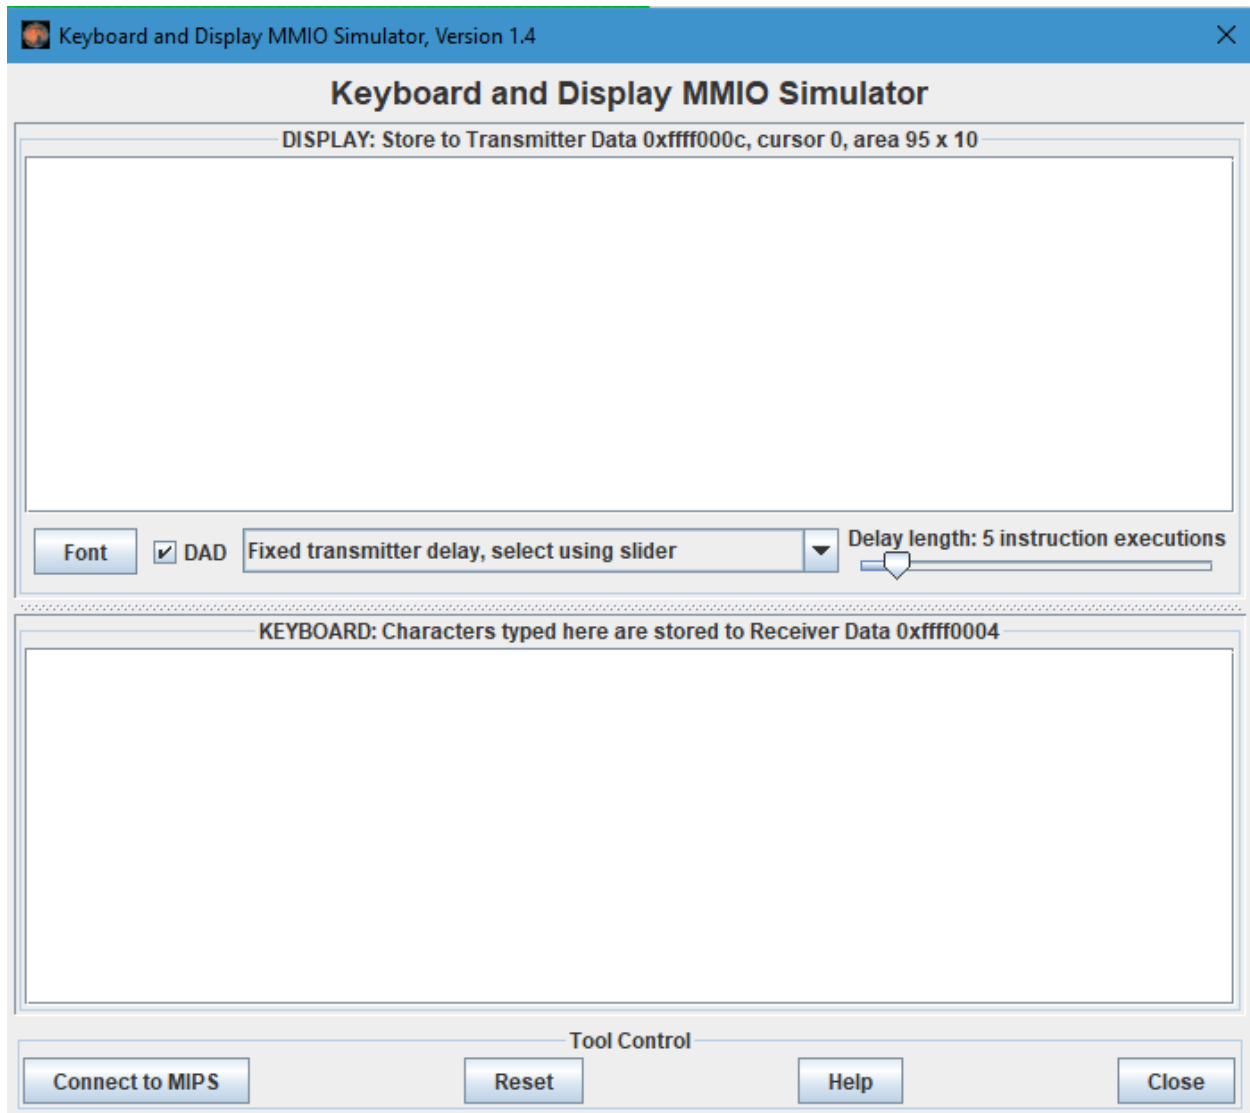 Keyboard and Display MMIO Simulator, Version 1.4
Keyboard and Display MMIO Simulator
DISPLAY: Store to Transmitter Data 0xffff000c, cursor 0, area 95 x 10
Font
DAD
Fixed transmitter delay, select using slider
Delay length: 5 instruction executions
KEYBOARD: Characters typed here are stored to Receiver Data 0xffff0004
Tool Control
Connect to MIPS
Reset
Help
Close